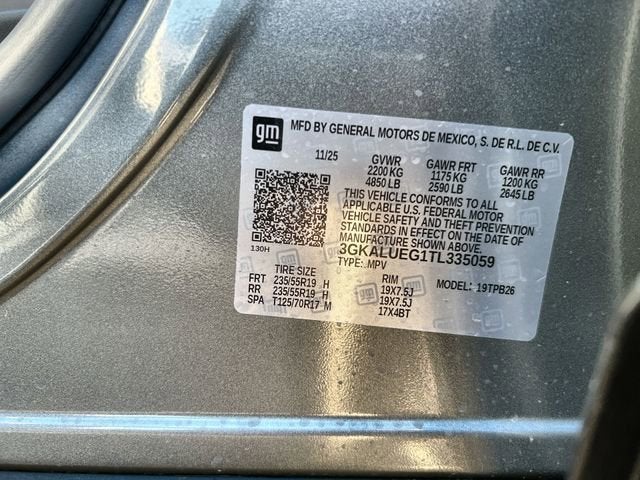 gm
MFD BY GENERAL MOTORS DE MEXICO, S. DE R.L. DE C.V.
11/25 GVWR GAWR FRT GAWR RR
2200 KG 1175 KG 1200 KG
4850 LB 2590 LB 2645 LB
THIS VEHICLE CONFORMS TO ALL
APPLICABLE U.S. FEDERAL MOTOR
VEHICLE SAFETY AND THEFT PREVENTION
STANDARDS IN EFFECT ON THE DATE OF
MANUFACTURE SHOWN ABOVE.
130H
3GKALUEG1TL335059
TYPE: MPV
TIRE SIZE RIM MODEL: 19TPB26
FRT 235/55R19 H 19X7.5J
RR 235/55R19 H 19X7.5J
SPA T125/70R17 M 17X4BT